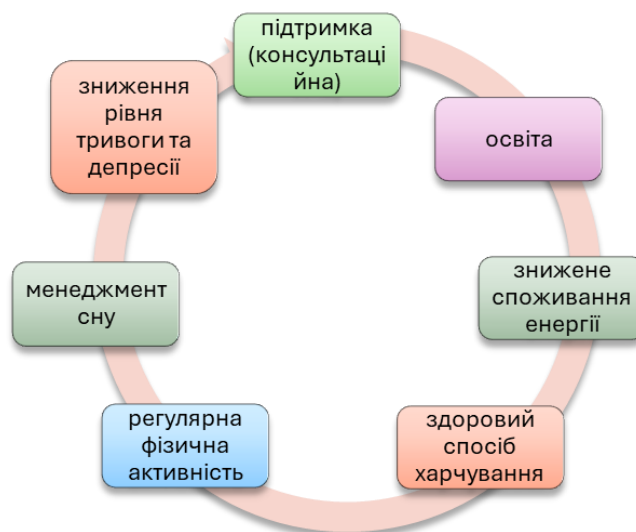 підтримка
(консультаці
йна)
освіта
знижене
споживання
енергії
здоровий
спосіб
харчування
регулярна
фізична
активність
менеджмент
сну
зниження
рівня
тривоги та
депресії